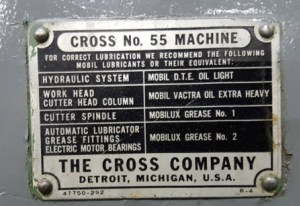 CROSS No. 55 MACHINE
FOR CORRECT LUBRICATION WE RECOMMEND THE FOLLOWING
MOBIL LUBRICANTS OR THEIR EQUIVALENT:
HYDRAULIC SYSTEM MOBIL D.T.E. OIL LIGHT
WORK HEAD
CUTTER HEAD COLUMN MOBIL VACTRA OIL EXTRA HEAVY
CUTTER SPINDLE MOBILUX GREASE No. 1
AUTOMATIC LUBRICATOR
GREASE FITTINGS MOBILUX GREASE No. 2
ELECTRIC MOTOR, BEARINGS
THE CROSS COMPANY
DETROIT, MICHIGAN, U.S.A.
47750-252 R-4